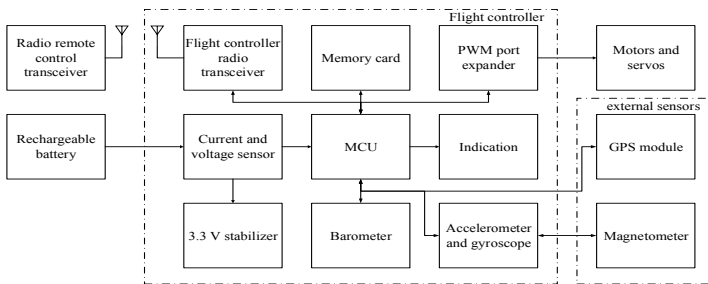 Flight controller
Radio remote
control
transceiver
Flight controller
radio
transceiver
Memory card
PWM port
expander
Motors and
servos
external sensors
Rechargeable
battery
Current and
voltage sensor
MCU
Indication
GPS module
3.3 V stabilizer
Barometer
Accelerometer
and gyroscope
Magnetometer